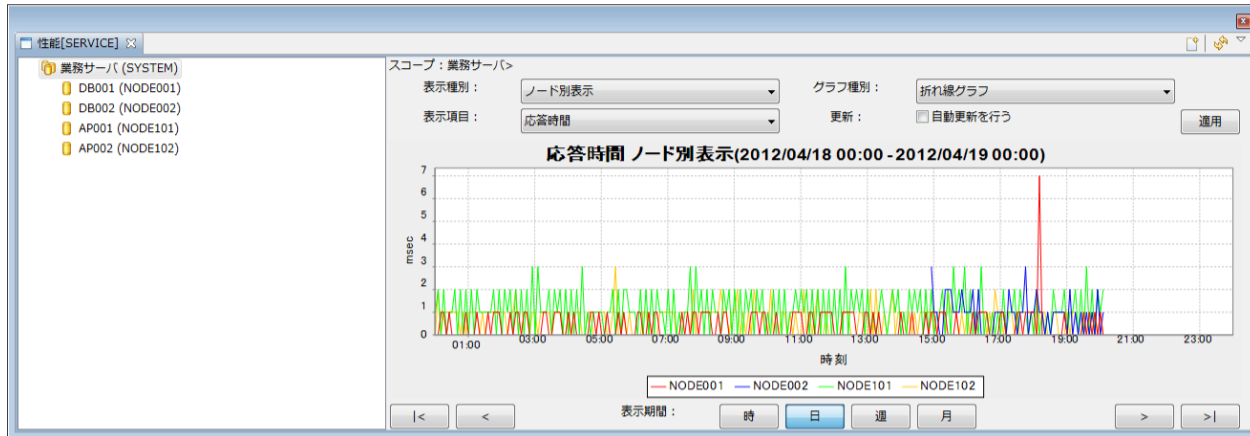 性能[SERVICE]
業務サーバ (SYSTEM)
DB001 (NODE001)
DB002 (NODE002)
AP001 (NODE101)
AP002 (NODE102)
スコープ：業務サーバ>
表示種別： ノード別表示 グラフ種別： 折れ線グラフ
表示項目： 応答時間 更新： 自動更新を行う 適用
応答時間 ノード別表示(2012/04/18 00:00 - 2012/04/19 00:00)
7
6
5
4
3
2
1
0
msec
01:00 03:00 05:00 07:00 09:00 11:00 13:00 15:00 17:00 19:00 21:00 23:00
時刻
NODE001 NODE002 NODE101 NODE102
|< < 表示期間： 時 日 週 月 > >|